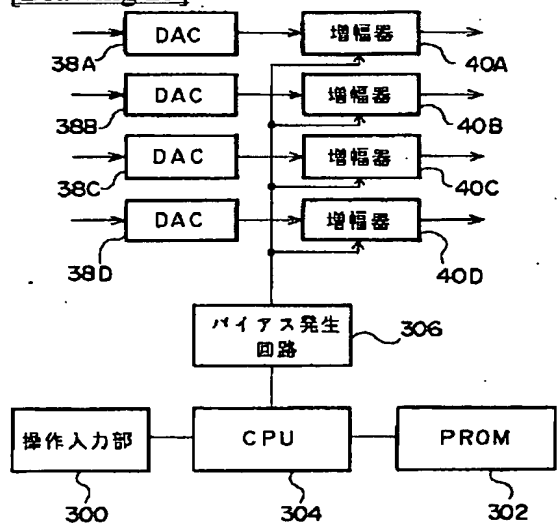 DAC 増幅器
38A 40A
DAC 増幅器
38B 40B
DAC 増幅器
38C 40C
DAC 増幅器
38D 40D
バイアス発生
回路
306
操作入力部 CPU PROM
300 304 302